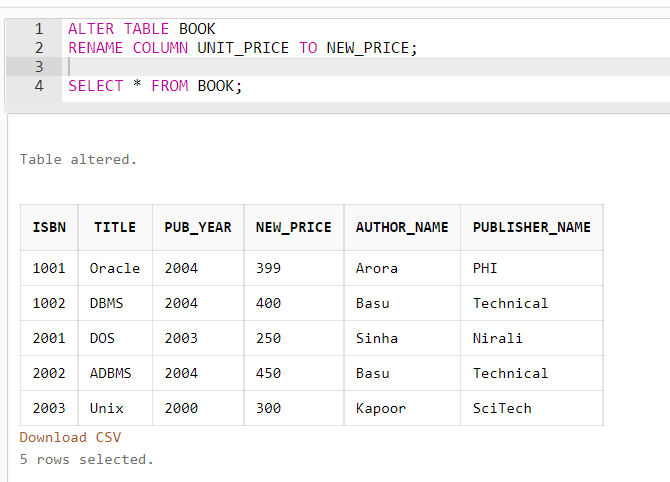 1 ALTER TABLE BOOK
2 RENAME COLUMN UNIT_PRICE TO NEW_PRICE;
3
4 SELECT * FROM BOOK;
Table altered.
ISBN TITLE PUB_YEAR NEW_PRICE AUTHOR_NAME PUBLISHER_NAME
1001 Oracle 2004 399 Arora PHI
1002 DBMS 2004 400 Basu Technical
2001 DOS 2003 250 Sinha Nirali
2002 ADBMS 2004 450 Basu Technical
2003 Unix 2000 300 Kapoor SciTech
Download CSV
5 rows selected.